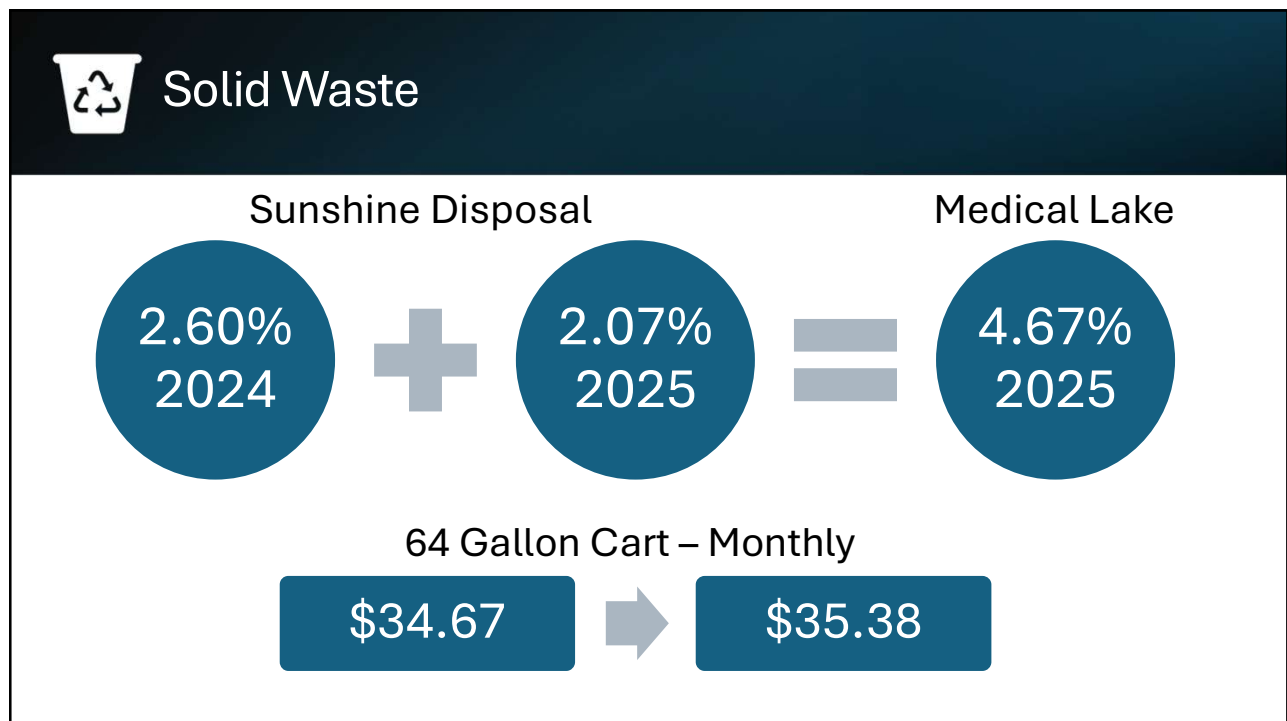 Solid Waste
Sunshine Disposal
Medical Lake
2.60%
2024
2.07%
2025
4.67%
2025
64 Gallon Cart – Monthly
$34.67
$35.38